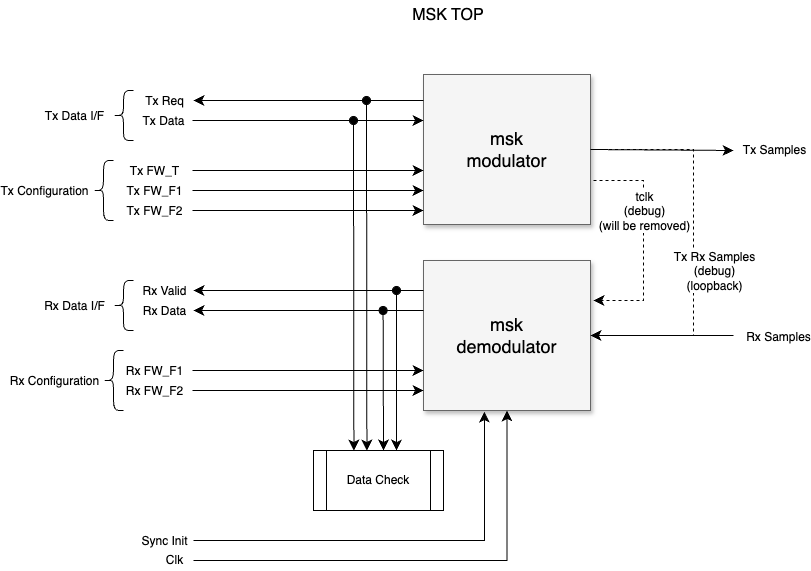 MSK TOP
Tx Data I/F
Tx Req
Tx Data
Tx Configuration
Tx FW_T
Tx FW_F1
Tx FW_F2
msk
modulator
Tx Samples
tclk
(debug)
(will be removed)
Tx Rx Samples
(debug)
(loopback)
Rx Data I/F
Rx Valid
Rx Data
msk
demodulator
Rx Samples
Rx Configuration
Rx FW_F1
Rx FW_F2
Data Check
Sync Init
Clk